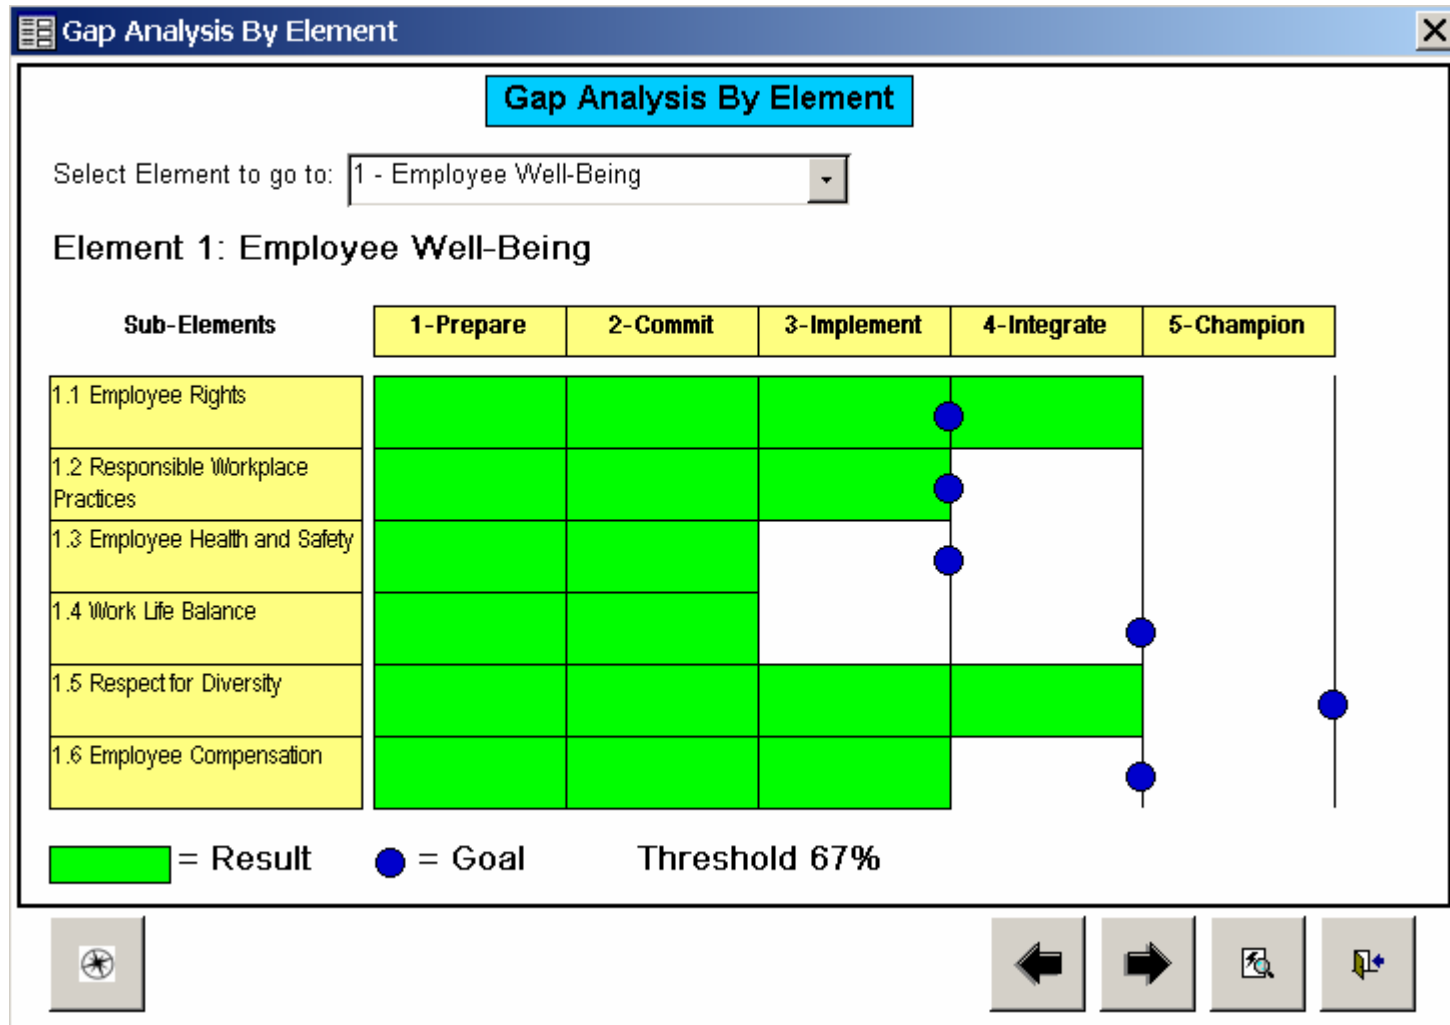 Gap Analysis By Element
Gap Analysis By Element
Select Element to go to: 1 - Employee Well-Being
Element 1: Employee Well-Being
Sub-Elements 1-Prepare 2-Commit 3-Implement 4-Integrate 5-Champion
1.1 Employee Rights
1.2 Responsible Workplace
Practices
1.3 Employee Health and Safety
1.4 Work Life Balance
1.5 Respect for Diversity
1.6 Employee Compensation
= Result = Goal Threshold 67%